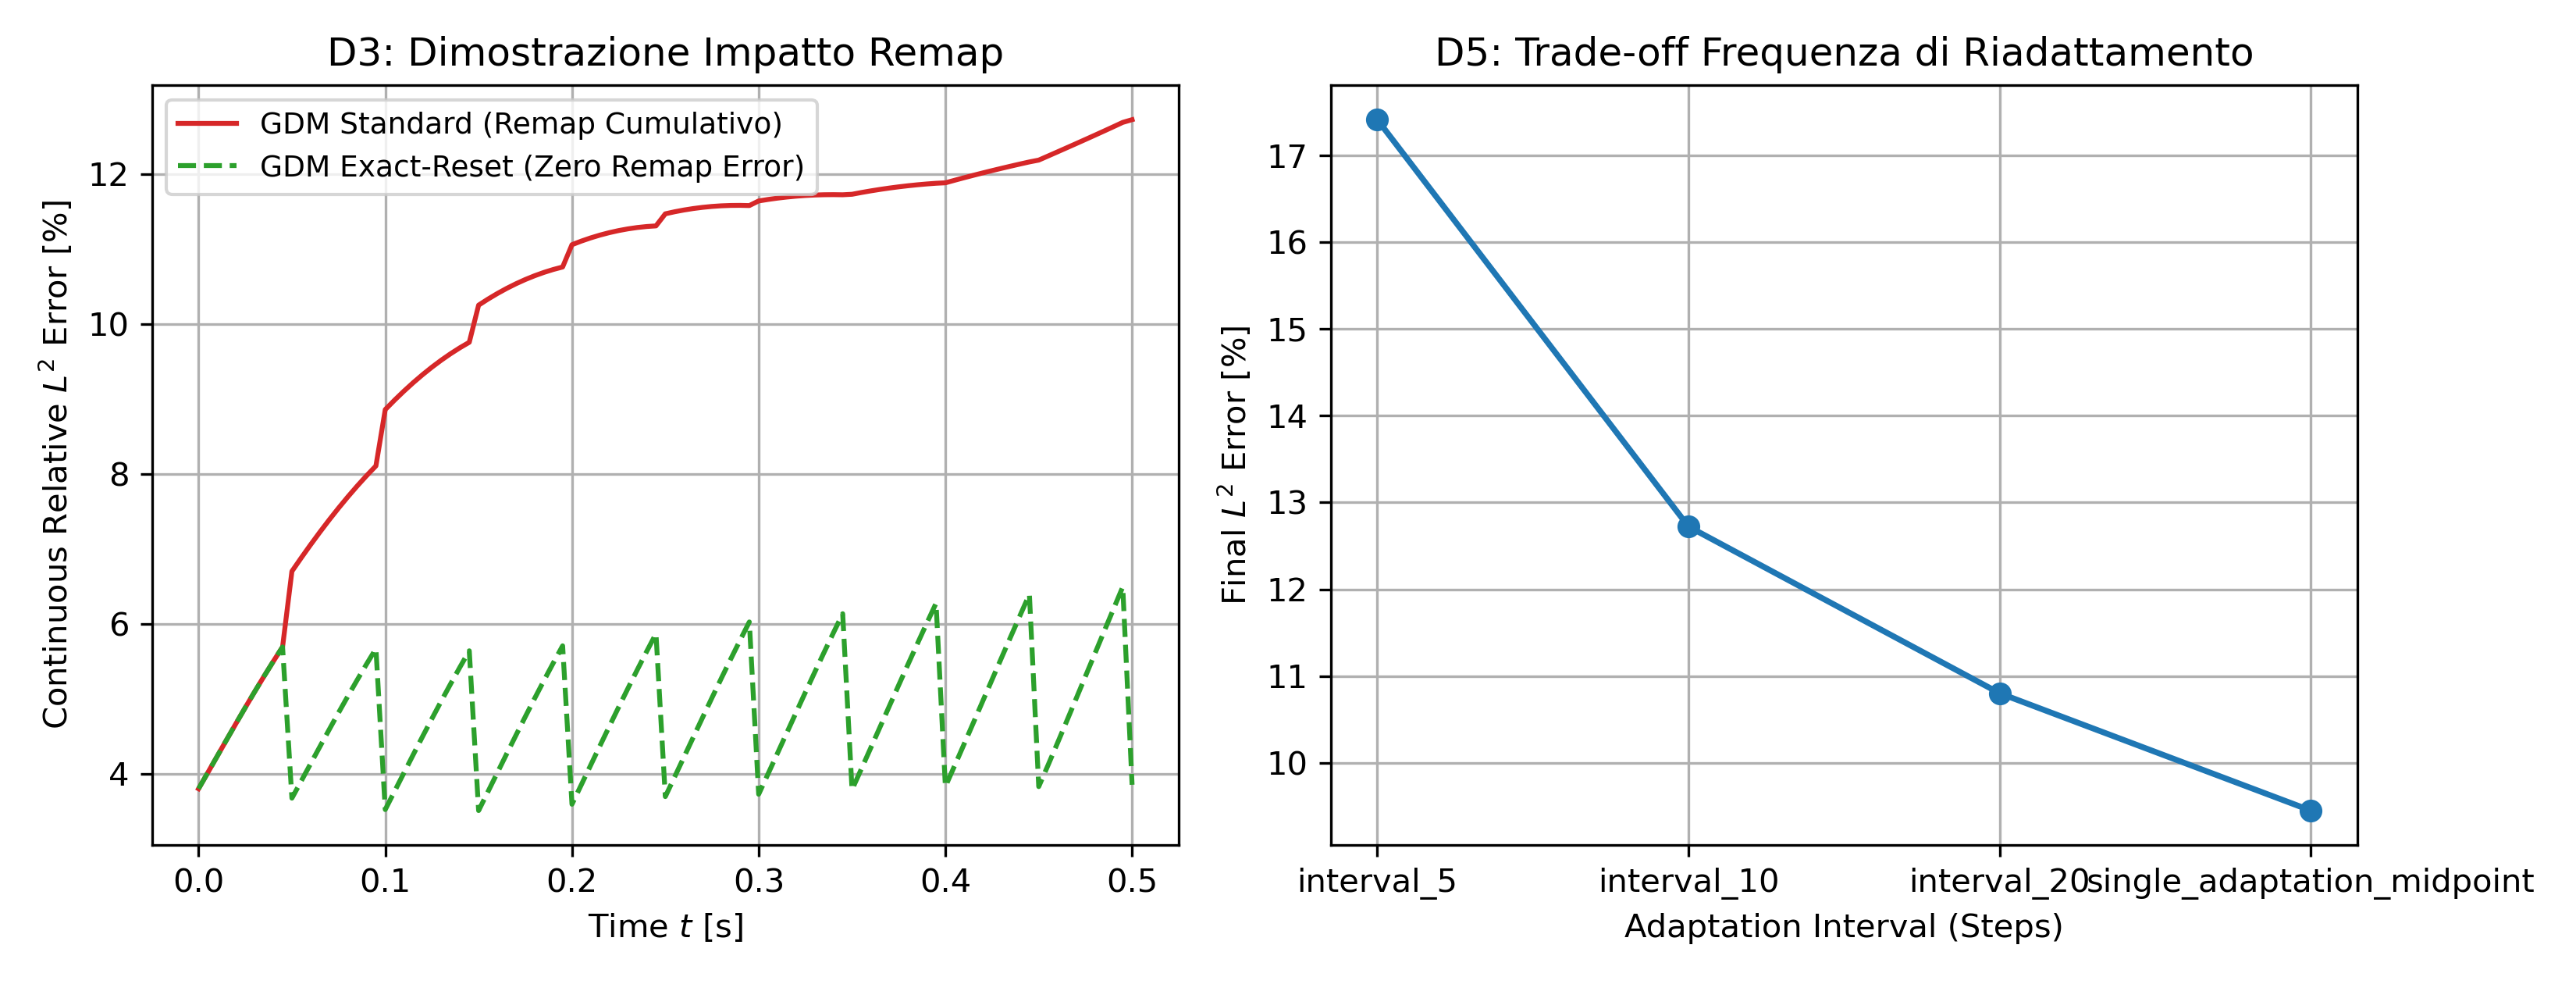 D3: Dimostrazione Impatto Remap
GDM Standard (Remap Cumulativo)
GDM Exact-Reset (Zero Remap Error)
Continuous Relative L² Error [%]
12
10
8
6
4
0.0 0.1 0.2 0.3 0.4 0.5
Time t [s]
D5: Trade-off Frequenza di Riadattamento
Final L² Error [%]
17
16
15
14
13
12
11
10
interval_5 interval_10 interval_20 single_adaptation_midpoint
Adaptation Interval (Steps)